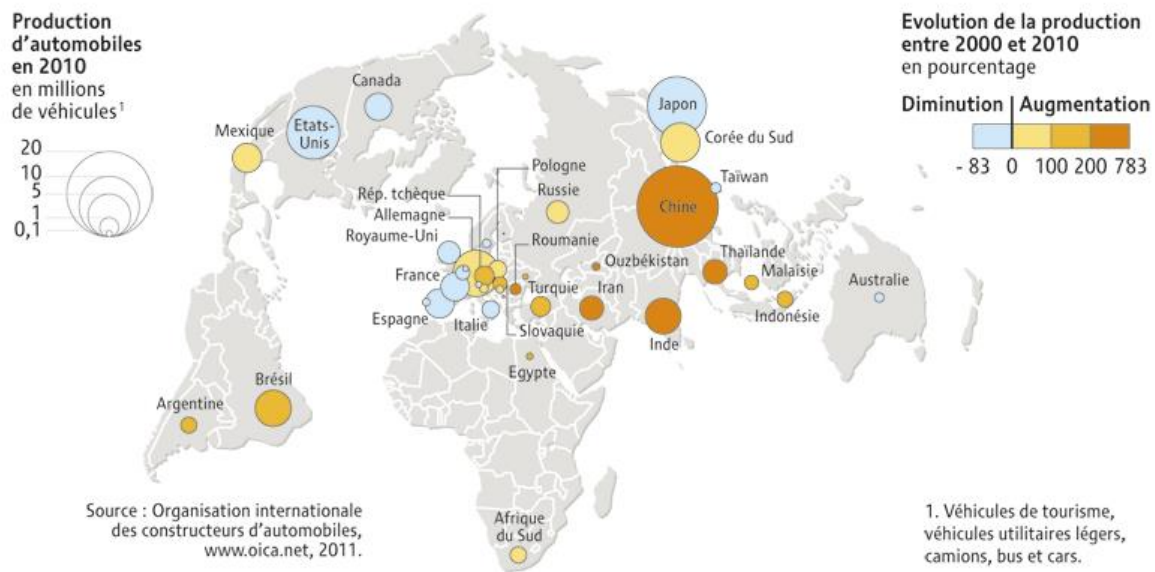 Production
d'automobiles
en 2010
en millions
de véhicules¹
20
10
5
1
0,1
Evolution de la production
entre 2000 et 2010
en pourcentage
Diminution | Augmentation
- 83 0 100 200 783
Canada
Etats-
Unis
Mexique
Japon
Corée du Sud
Taïwan
Chine
Pologne
Rép. tchèque
Russie
Allemagne
Royaume-Uni
Roumanie
Ouzbékistan
Thaïlande
Malaisie
France
Turquie
Iran
Australie
Espagne
Italie
Slovaquie
Indonésie
Inde
Egypte
Brésil
Argentine
Afrique
du Sud
Source : Organisation internationale
des constructeurs d'automobiles,
www.oica.net, 2011.
1. Véhicules de tourisme,
véhicules utilitaires légers,
camions, bus et cars.